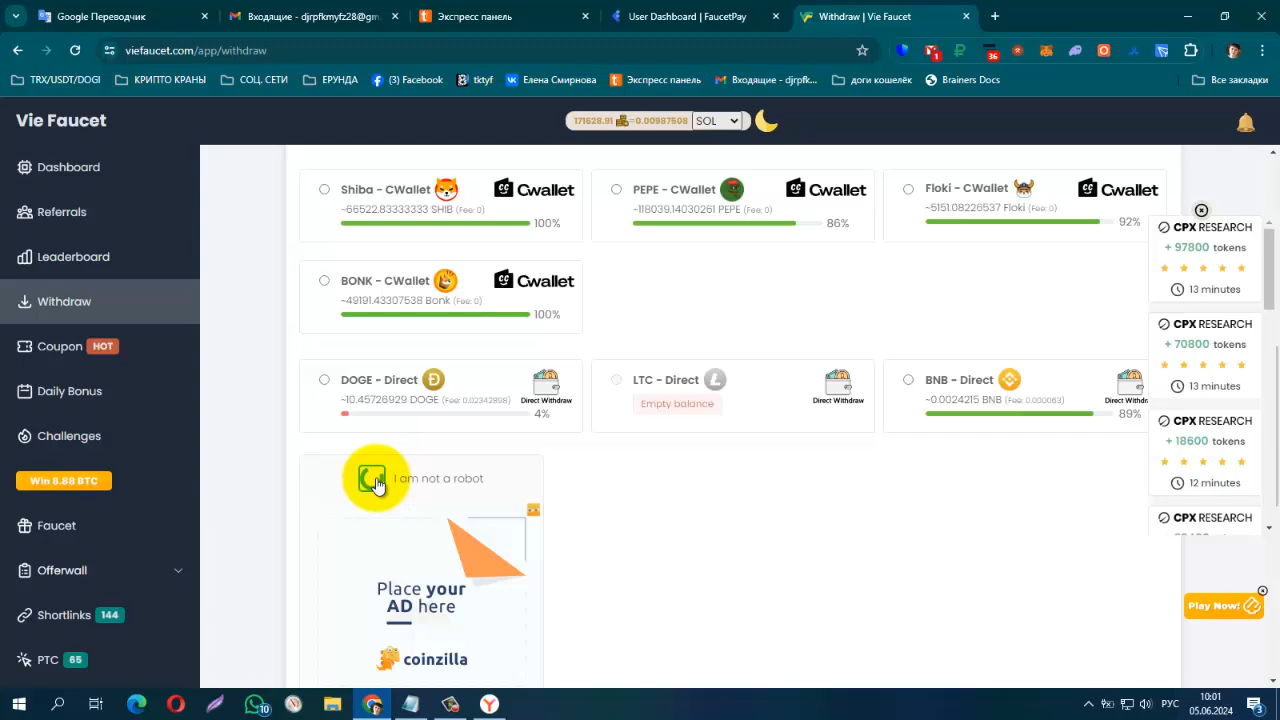 Google Переводчик
Входящие - djrpkfmyfz28@gm
Экспресс панель
User Dashboard | FaucetPay
Withdraw | Vie Faucet
viefaucet.com/app/withdraw
1
36
TRX/USDT/DOGI
КРИПТО КРАНЫ
СОЦ. СЕТИ
ЕРУНДА
(3) Facebook
tktyf
Елена Смирнова
Экспресс панель
Входящие - djrpfk...
доги кошелёк
Brainers Docs
Все закладки
Vie Faucet
171628.91 =0.00987508
SOL
Dashboard
Referrals
Leaderboard
Withdraw
Coupon HOT
Daily Bonus
Challenges
Win 8.88 BTC
Faucet
Offerwall
Shortlinks 144
PTC 65
Shiba - CWallet
Cwallet
~66522.83333333 SHIB (Fee: 0)
100%
PEPE - CWallet
Cwallet
~118039.14030261 PEPE (Fee: 0)
86%
Floki - CWallet
Cwallet
~5151.08226537 Floki (Fee: 0)
92%
BONK - CWallet
Cwallet
~49191.43307538 Bonk (Fee: 0)
100%
DOGE - Direct
Direct Withdraw
~10.45726929 DOGE (Fee: 0.02342898)
4%
LTC - Direct
Direct Withdraw
Empty balance
BNB - Direct
Direct Withdr
~0.0024215 BNB (Fee: 0.000063)
89%
I am not a robot
Place your
AD here
coinzilla
CPX RESEARCH
+ 97800 tokens
13 minutes
CPX RESEARCH
+ 70800 tokens
13 minutes
CPX RESEARCH
+ 18600 tokens
12 minutes
CPX RESEARCH
Play Now!
10
РУС
10:01
05.06.2024
3